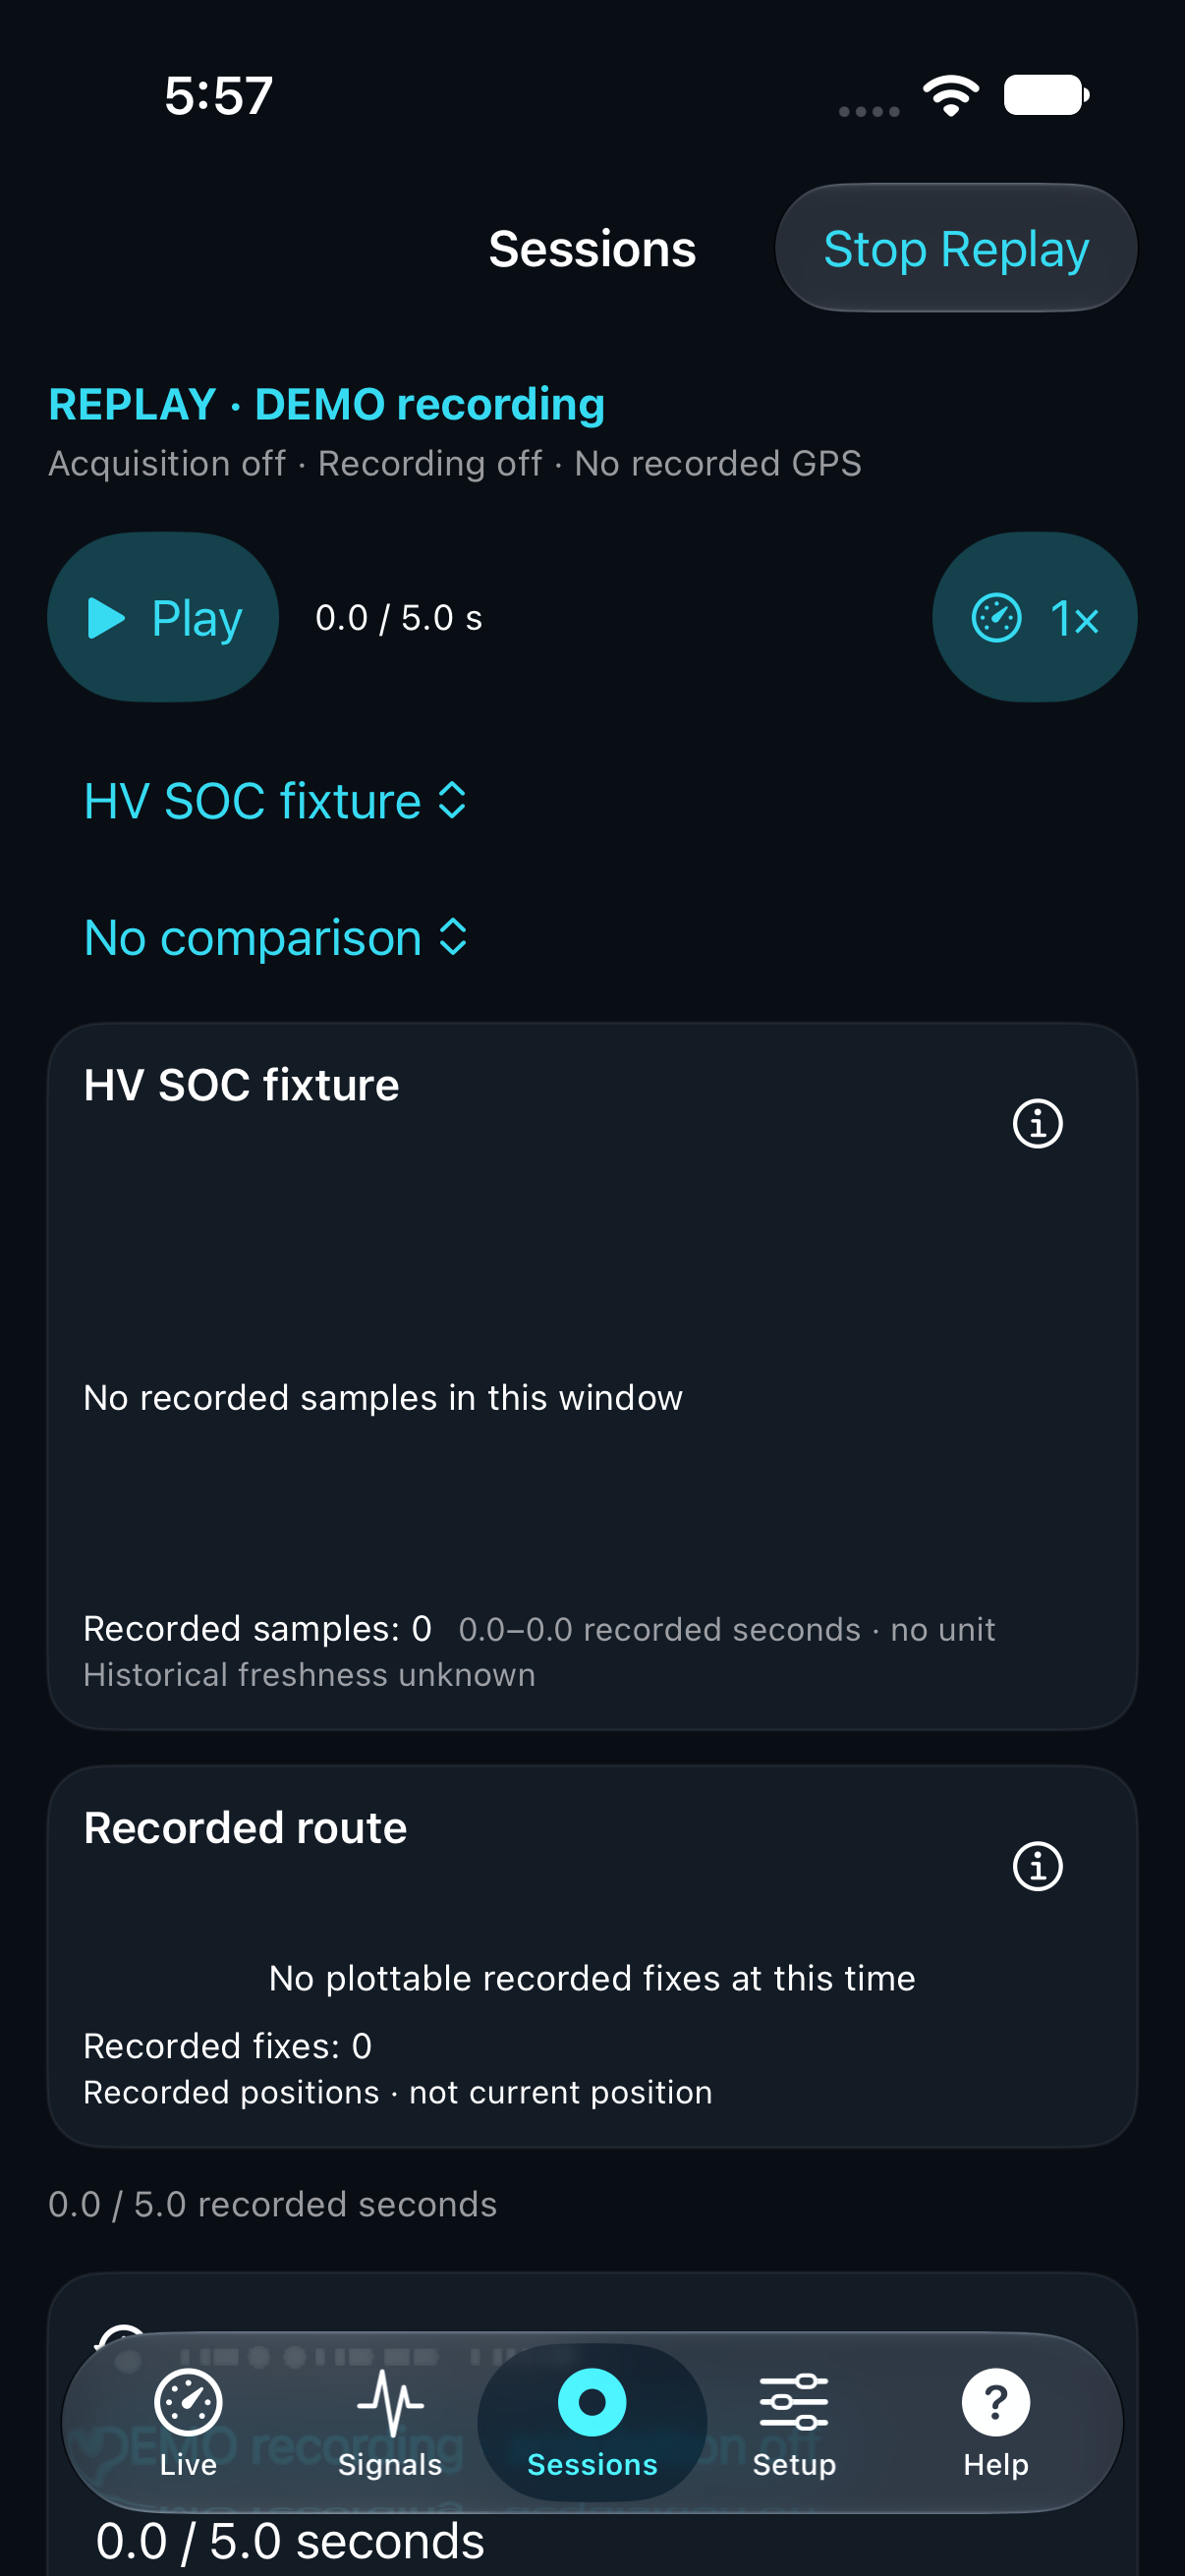 5:57
Sessions
Stop Replay
REPLAY · DEMO recording
Acquisition off · Recording off · No recorded GPS
Play
0.0 / 5.0 s
1×
HV SOC fixture
No comparison
HV SOC fixture
No recorded samples in this window
Recorded samples: 0 0.0–0.0 recorded seconds · no unit
Historical freshness unknown
Recorded route
No plottable recorded fixes at this time
Recorded fixes: 0
Recorded positions · not current position
0.0 / 5.0 recorded seconds
DEMO recording
Live
Signals
Sessions
Setup
Help
0.0 / 5.0 seconds